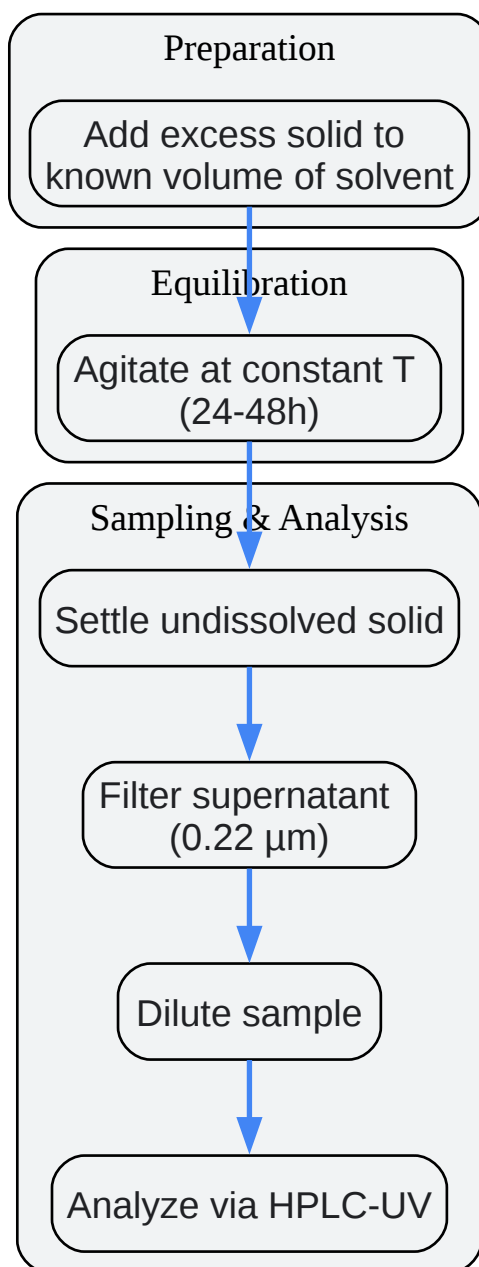 Preparation
Add excess solid to
known volume of solvent
Equilibration
Agitate at constant T
(24-48h)
Sampling & Analysis
Settle undissolved solid
Filter supernatant
(0.22 µm)
Dilute sample
Analyze via HPLC-UV